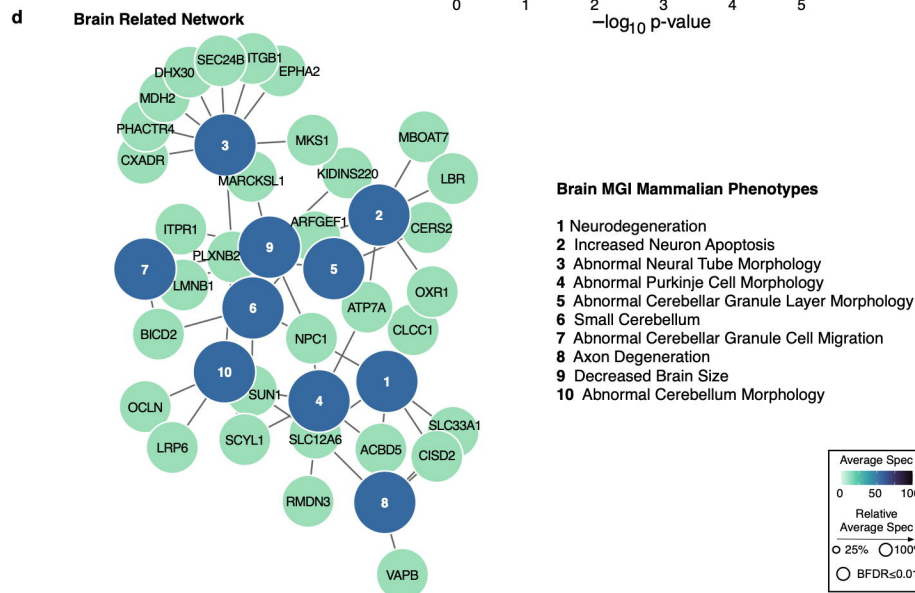 0 1 2 3 4 5
−log10 p-value
d Brain Related Network
SEC24B
ITGB1
DHX30
EPHA2
MDH2
PHACTR4
CXADR
3
MKS1
MBOAT7
KIDINS220
LBR
MARCKSL1
2
ARFGEF1
CERS2
ITPR1
9
PLXNB2
7
5
LMNB1
OXR1
6
ATP7A
BICD2
NPC1
CLCC1
10
1
SUN1
4
OCLN
SLC33A1
LRP6
SCYL1
SLC12A6
ACBD5
CISD2
RMDN3
8
VAPB
Brain MGI Mammalian Phenotypes
1 Neurodegeneration
2 Increased Neuron Apoptosis
3 Abnormal Neural Tube Morphology
4 Abnormal Purkinje Cell Morphology
5 Abnormal Cerebellar Granule Layer Morphology
6 Small Cerebellum
7 Abnormal Cerebellar Granule Cell Migration
8 Axon Degeneration
9 Decreased Brain Size
10 Abnormal Cerebellum Morphology
Average Spec
0 50 100
Relative
Average Spec
25% 100%
BFDR≤0.01